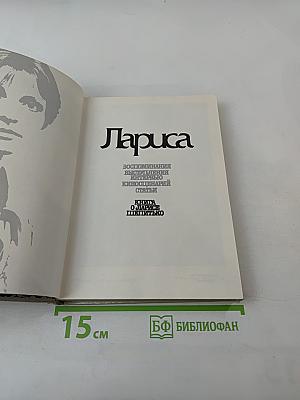 Лариса
ВОСПОМИНАНИЯ
ВЫСТУПЛЕНИЯ
ИНТЕРВЬЮ
КИНОСЦЕНАРИЙ
СТАТЬИ
КНИГА
О ЛАРИСЕ
ШЕПИТЬКО
15 см
БФ БИБЛИОФАН